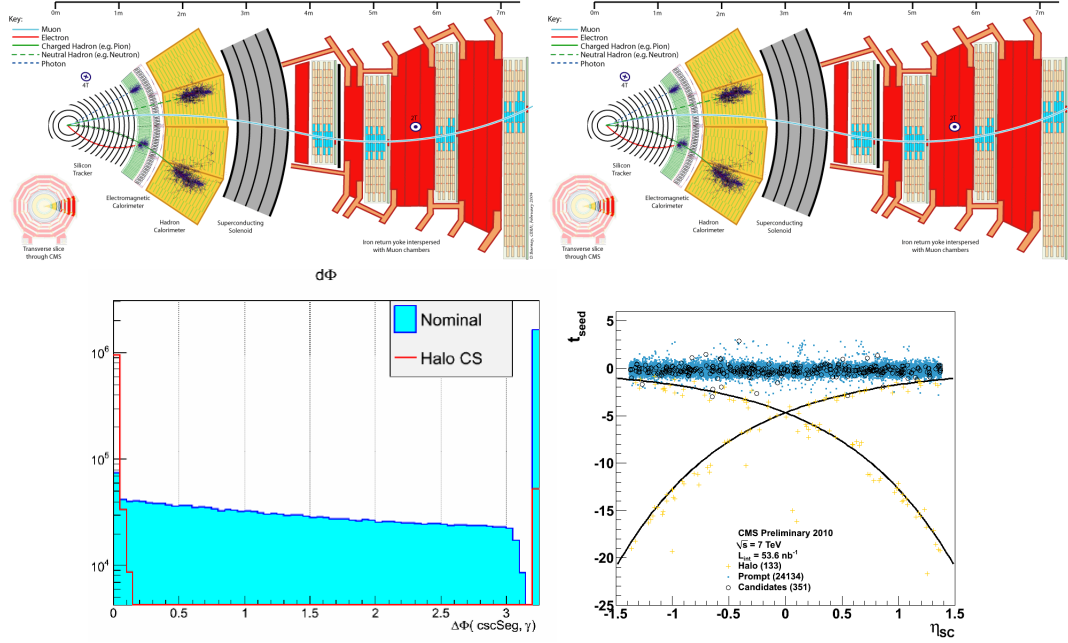 0m 1m 2m 3m 4m 5m 6m 7m
Key:
Muon
Electron
Charged Hadron (e.g. Pion)
Neutral Hadron (e.g. Neutron)
Photon
4T
2T
Silicon
Tracker
Electromagnetic
Calorimeter
Hadron
Calorimeter
Superconducting
Solenoid
Iron return yoke interspersed
with Muon chambers
Transverse slice
through CMS
0m 1m 2m 3m 4m 5m 6m 7m
Key:
Muon
Electron
Charged Hadron (e.g. Pion)
Neutral Hadron (e.g. Neutron)
Photon
4T
2T
Silicon
Tracker
Electromagnetic
Calorimeter
Hadron
Calorimeter
Superconducting
Solenoid
Iron return yoke interspersed
with Muon chambers
Transverse slice
through CMS
dΦ
Nominal
Halo CS
10⁶
10⁵
10⁴
0 0.5 1 1.5 2 2.5 3
ΔΦ( cscSeg, γ)
t_seed
5
0
-5
-10
-15
-20
-25
CMS Preliminary 2010
√s = 7 TeV
L_int = 53.6 nb⁻¹
Halo (133)
Prompt (24134)
Candidates (351)
-1.5 -1 -0.5 0 0.5 1 1.5
η_SC